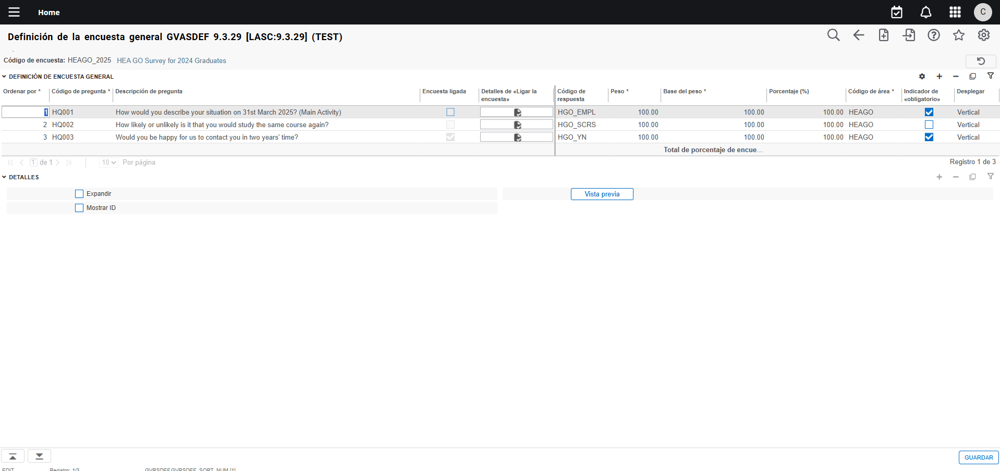 Home
C
Definición de la encuesta general GVASDEF 9.3.29 [LASC:9.3.29] (TEST)
Código de encuesta: HEAGO_2025 HEA GO Survey for 2024 Graduates
DEFINICIÓN DE ENCUESTA GENERAL
Ordenar por * Código de pregunta * Descripción de pregunta Encuesta ligada Detalles de «Ligar la encuesta» Código de respuesta Peso * Base del peso * Porcentaje (%) Código de área * Indicador de «obligatorio» Desplegar
1 HQ001 How would you describe your situation on 31st March 2025? (Main Activity) HGO_EMPL 100.00 100.00 100.00 HEAGO Vertical
2 HQ002 How likely or unlikely is it that you would study the same course again? HGO_SCRS 100.00 100.00 100.00 HEAGO Vertical
3 HQ003 Would you be happy for us to contact you in two years' time? HGO_YN 100.00 100.00 100.00 HEAGO Vertical
Total de porcentaje de encue...
1 de 1 10 Por página Registro 1 de 3
DETALLES
Expandir Vista previa
Mostrar ID
GUARDAR
EDIT Registro: 1/3 GVRSDEF.GVRSDEF_SORT_NUM [1]